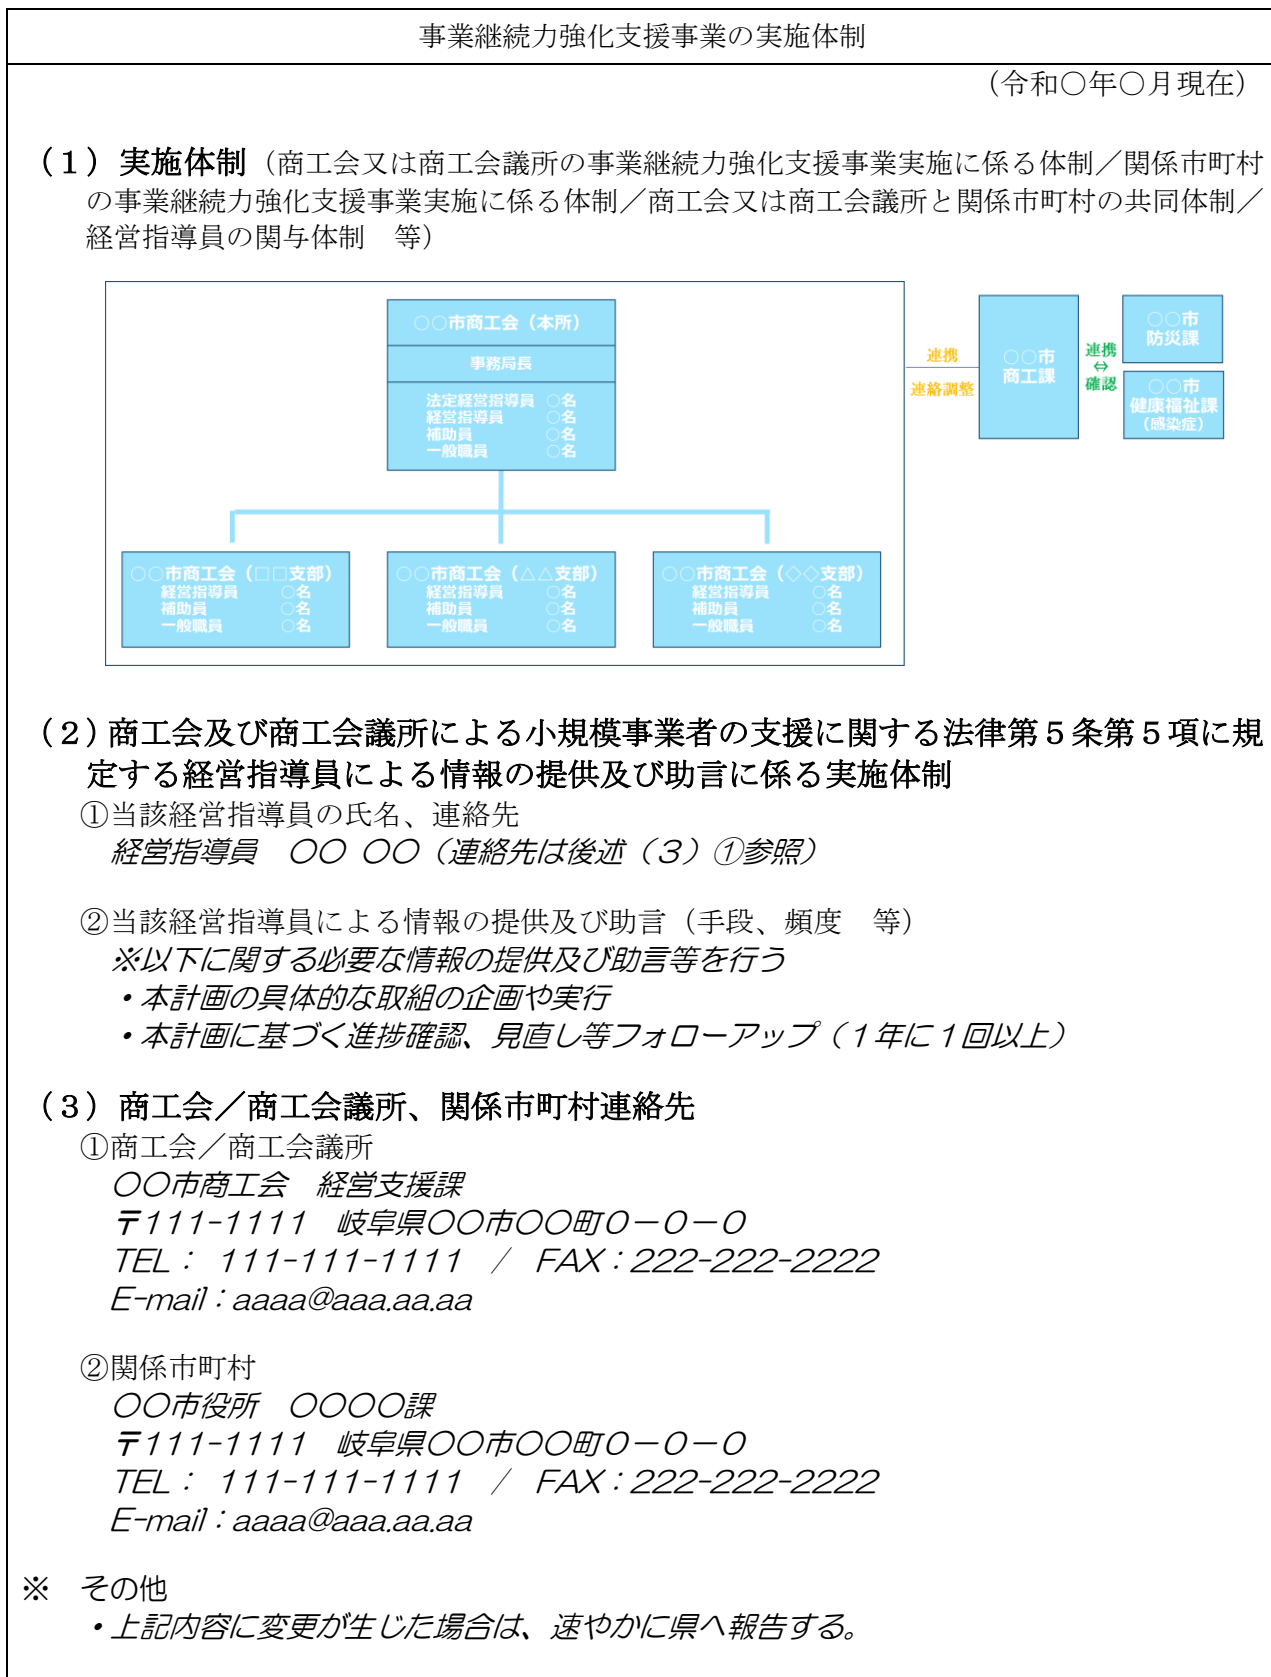 事業継続力強化支援事業の実施体制
（令和〇年〇月現在）
（１）実施体制（商工会又は商工会議所の事業継続力強化支援事業実施に係る体制／関係市町村
の事業継続力強化支援事業実施に係る体制／商工会又は商工会議所と関係市町村の共同体制／
経営指導員の関与体制　等）
〇〇市商工会（本所）
事務局長
法定経営指導員　〇名
経営指導員　〇名
補助員　〇名
一般職員　〇名
〇〇市商工会（□□支部）
経営指導員　〇名
補助員　〇名
一般職員　〇名
〇〇市商工会（△△支部）
経営指導員　〇名
補助員　〇名
一般職員　〇名
〇〇市商工会（◇◇支部）
経営指導員　〇名
補助員　〇名
一般職員　〇名
連携
連絡調整
〇〇市
商工課
連携
⇔
確認
〇〇市
防災課
〇〇市
健康福祉課
（感染症）
（２）商工会及び商工会議所による小規模事業者の支援に関する法律第５条第５項に規
定する経営指導員による情報の提供及び助言に係る実施体制
①当該経営指導員の氏名、連絡先
経営指導員　〇〇 〇〇（連絡先は後述（３）①参照）
②当該経営指導員による情報の提供及び助言（手段、頻度　等）
※以下に関する必要な情報の提供及び助言等を行う
・本計画の具体的な取組の企画や実行
・本計画に基づく進捗確認、見直し等フォローアップ（１年に１回以上）
（３）商工会／商工会議所、関係市町村連絡先
①商工会／商工会議所
〇〇市商工会　経営支援課
〒111-1111　岐阜県〇〇市〇〇町０－０－０
TEL： 111-111-1111 ／ FAX：222-222-2222
E-mail：aaaa@aaa.aa.aa
②関係市町村
〇〇市役所　〇〇〇〇課
〒111-1111　岐阜県〇〇市〇〇町０－０－０
TEL： 111-111-1111 ／ FAX：222-222-2222
E-mail：aaaa@aaa.aa.aa
※　その他
・上記内容に変更が生じた場合は、速やかに県へ報告する。